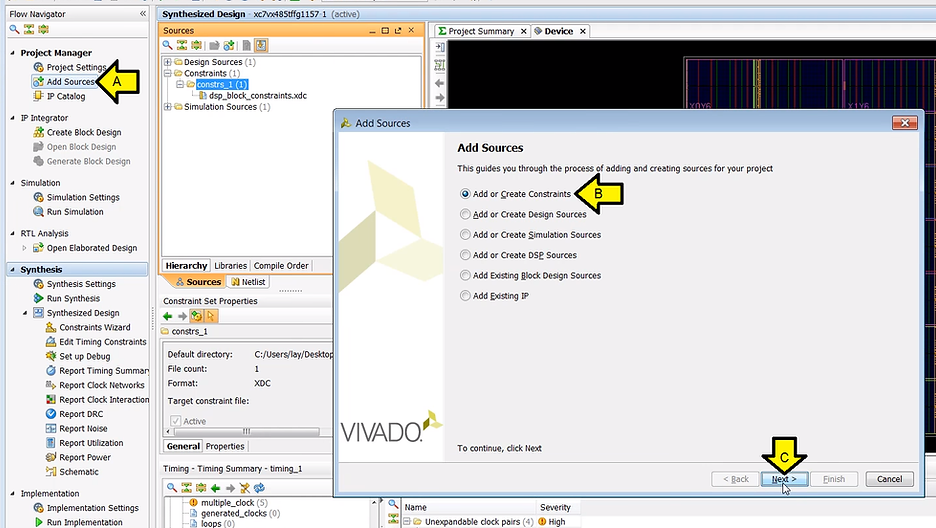 Flow Navigator
Project Manager
Project Settings
Add Sources
A
IP Catalog
IP Integrator
Create Block Design
Open Block Design
Generate Block Design
Simulation
Simulation Settings
Run Simulation
RTL Analysis
Open Elaborated Design
Synthesis
Synthesis Settings
Run Synthesis
Synthesized Design
Constraints Wizard
Edit Timing Constraints
Set up Debug
Report Timing Summary
Report Clock Networks
Report Clock Interaction
Report DRC
Report Noise
Report Utilization
Report Power
Schematic
Implementation
Implementation Settings
Run Implementation
Synthesized Design - xc7vx485tffg1157-1 (active)
Sources
Design Sources (1)
Constraints (1)
constrs_1 (1)
dsp_block_constraints.xdc
Simulation Sources (1)
Hierarchy Libraries Compile Order
Sources Netlist
Constraint Set Properties
constrs_1
Default directory: C:/Users/lay/Desktop
File count: 1
Format: XDC
Target constraint file:
Active
General Properties
Timing - Timing Summary - timing_1
multiple_clock (5)
generated_clocks (0)
loops (0)
Project Summary Device
X0Y6 X1Y6
Add Sources
Add Sources
This guides you through the process of adding and creating sources for your project
Add or Create Constraints
B
Add or Create Design Sources
Add or Create Simulation Sources
Add or Create DSP Sources
Add Existing Block Design Sources
Add Existing IP
VIVADO
To continue, click Next
C
< Back Next > Finish Cancel
Name Severity
Unexpandable clock pairs (4) High